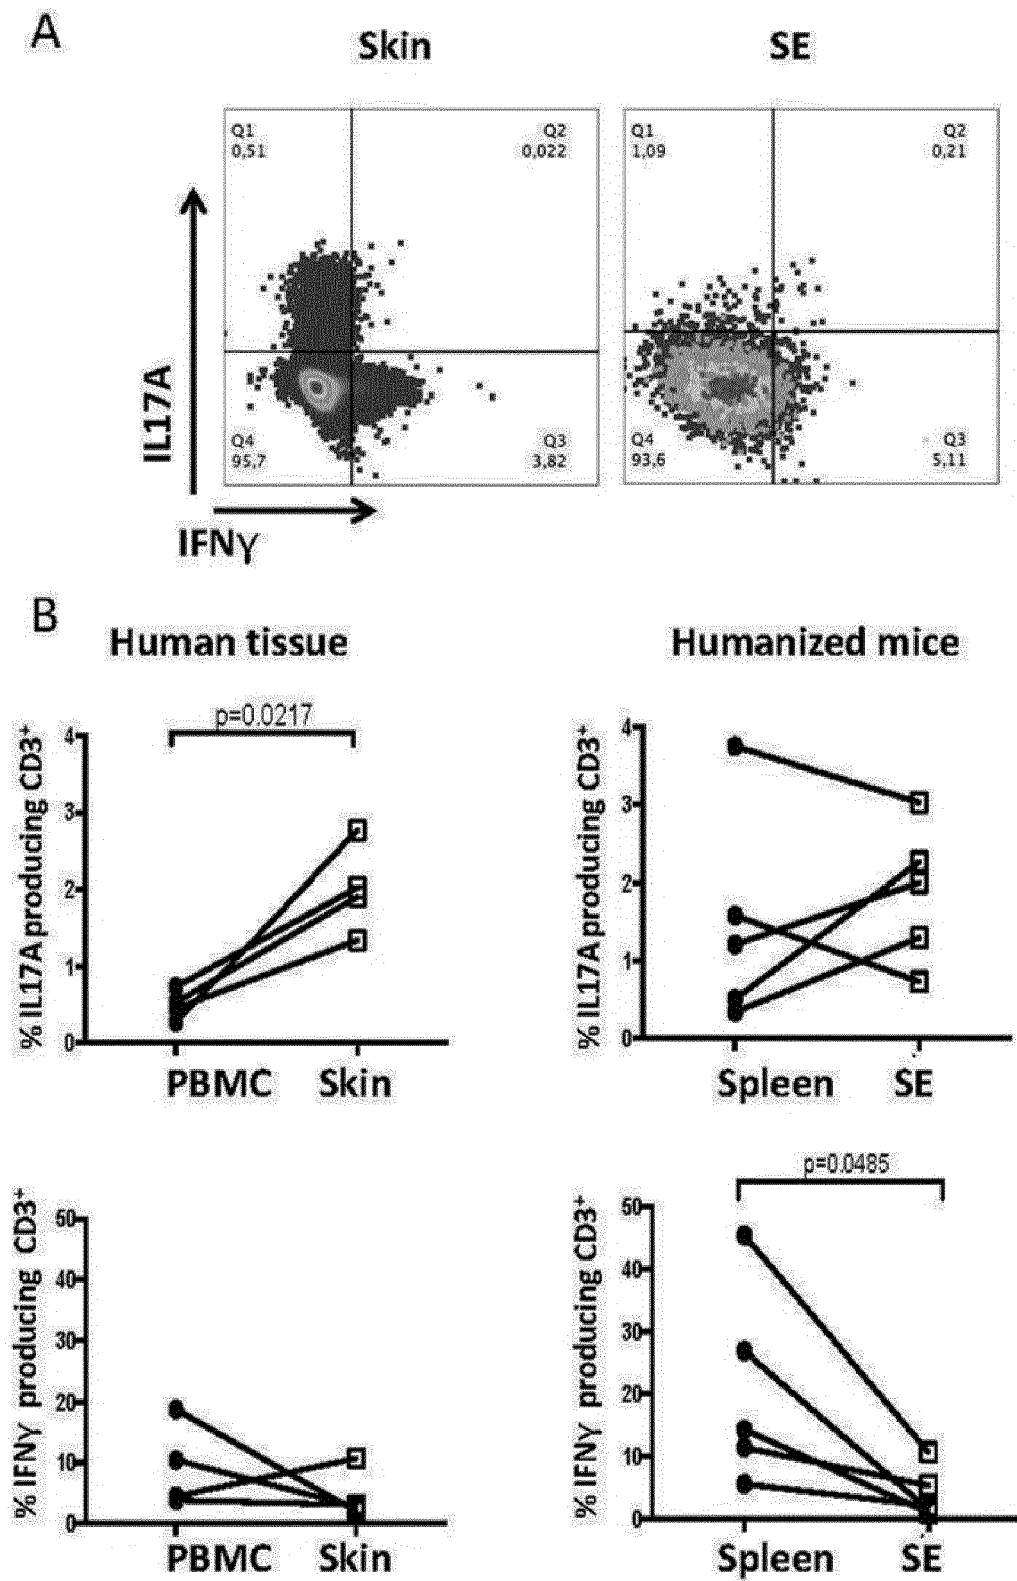 A
Skin
SE
Q1
0,51
Q2
0,022
Q1
1,09
Q2
0,21
IL17A
Q4
95,7
Q3
3,82
Q4
93,6
Q3
5,11
IFNγ
B
Human tissue
Humanized mice
p=0.0217
% IL17A producing CD3+
4
3
2
1
0
PBMC
Skin
% IL17A producing CD3+
4
3
2
1
0
Spleen
SE
% IFNγ producing CD3+
50
40
30
20
10
0
PBMC
Skin
p=0.0485
% IFNγ producing CD3+
50
40
30
20
10
0
Spleen
SE